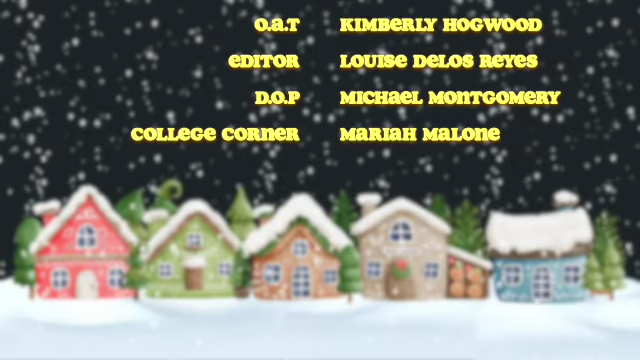 O.a.T KIMBeRLY HOGWOOD
eDITOR LOUISe DeLOS ReYeS
D.O.P MICHaeL MOnTGOMeRY
COLLeGe CORneR MaRIaH MaLOne